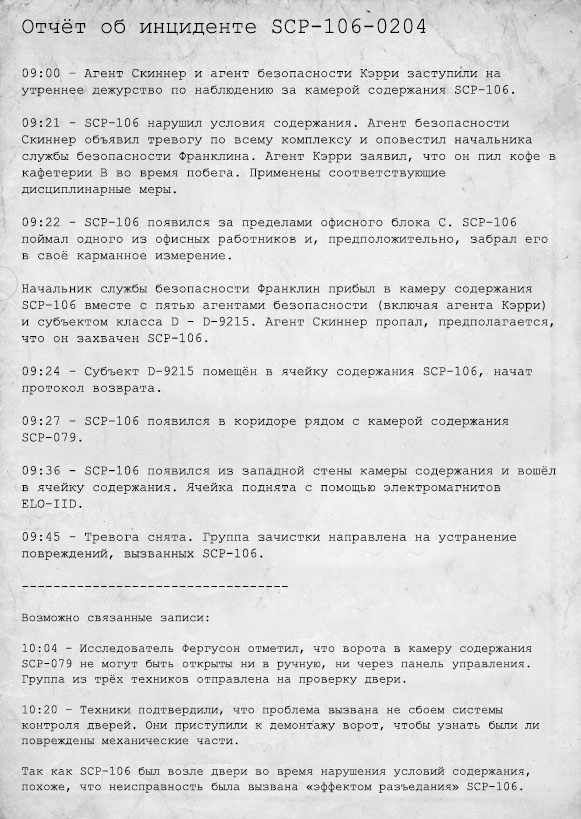 Отчёт об инциденте SCP-106-0204
09:00 - Агент Скиннер и агент безопасности Кэрри заступили на
утреннее дежурство по наблюдению за камерой содержания SCP-106.
09:21 - SCP-106 нарушил условия содержания. Агент безопасности
Скиннер объявил тревогу по всему комплексу и оповестил начальника
службы безопасности Франклина. Агент Кэрри заявил, что он пил кофе в
кафетерии B во время побега. Применены соответствующие
дисциплинарные меры.
09:22 - SCP-106 появился за пределами офисного блока C. SCP-106
поймал одного из офисных работников и, предположительно, забрал его
в своё карманное измерение.
Начальник службы безопасности Франклин прибыл в камеру содержания
SCP-106 вместе с пятью агентами безопасности (включая агента Кэрри)
и субъектом класса D - D-9215. Агент Скиннер пропал, предполагается,
что он захвачен SCP-106.
09:24 - Субъект D-9215 помещён в ячейку содержания SCP-106, начат
протокол возврата.
09:27 - SCP-106 появился в коридоре рядом с камерой содержания
SCP-079.
09:36 - SCP-106 появился из западной стены камеры содержания и вошёл
в ячейку содержания. Ячейка поднята с помощью электромагнитов
ELO-IID.
09:45 - Тревога снята. Группа зачистки направлена на устранение
повреждений, вызванных SCP-106.
----------------------------------
Возможно связанные записи:
10:04 - Исследователь Фергусон отметил, что ворота в камеру содержания
SCP-079 не могут быть открыты ни в ручную, ни через панель управления.
Группа из трёх техников отправлена на проверку двери.
10:20 - Техники подтвердили, что проблема вызвана не сбоем системы
контроля дверей. Они приступили к демонтажу ворот, чтобы узнать были ли
повреждены механические части.
Так как SCP-106 был возле двери во время нарушения условий содержания,
похоже, что неисправность была вызвана «эффектом разъедания» SCP-106.